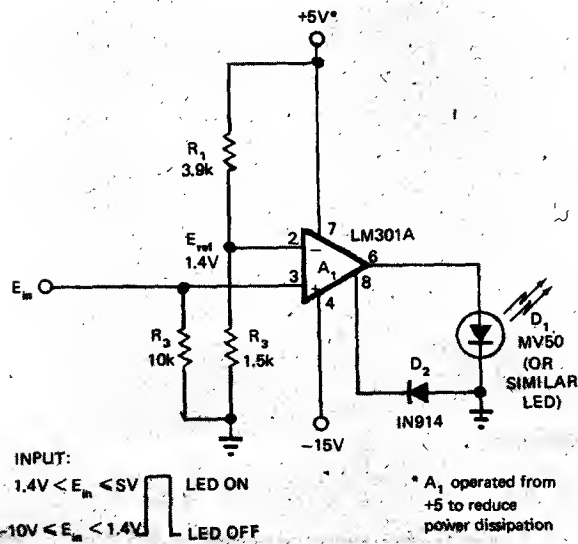 +5V*
R1
3.9k
LM301A
Eref
1.4V
2
7
−
A1
6
Ein
3
+
8
4
R3
10k
R3
1.5k
D1
MV50
(OR
SIMILAR
LED)
D2
IN914
−15V
INPUT:
1.4V < Ein ≤ 5V LED ON
−10V ≤ Ein < 1.4V LED OFF
* A1 operated from
+5 to reduce
power dissipation